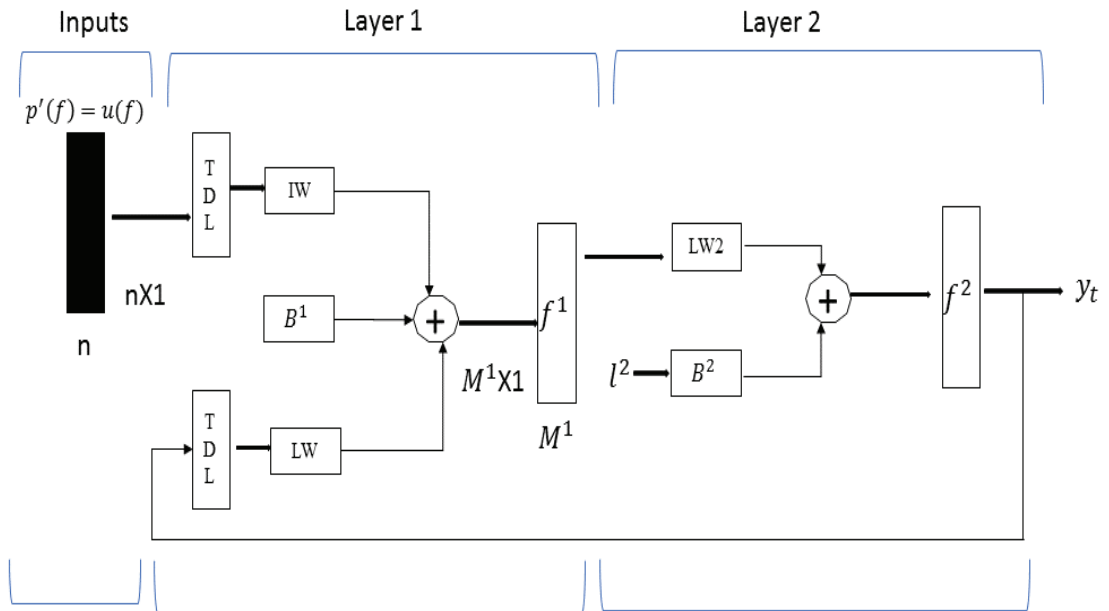 Inputs
Layer 1
Layer 2
p'(f) = u(f)
T
D
L
IW
nX1
n
B¹
+
M¹X1
f¹
M¹
T
D
L
LW
LW2
+
l²
B²
f²
yₜ